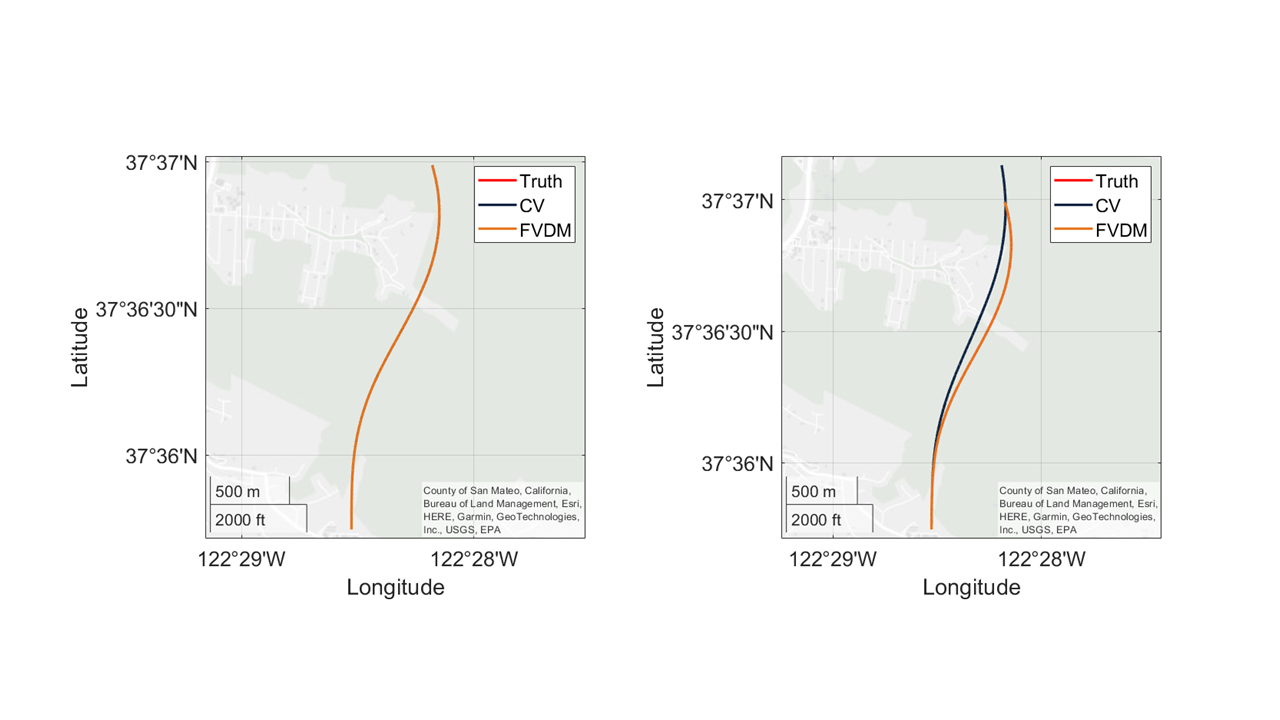 37°37'N
37°36'30"N
37°36'N
Latitude
Truth
CV
FVDM
500 m
2000 ft
County of San Mateo, California,
Bureau of Land Management, Esri,
HERE, Garmin, GeoTechnologies,
Inc., USGS, EPA
122°29'W
122°28'W
Longitude
37°37'N
37°36'30"N
37°36'N
Latitude
Truth
CV
FVDM
500 m
2000 ft
County of San Mateo, California,
Bureau of Land Management, Esri,
HERE, Garmin, GeoTechnologies,
Inc., USGS, EPA
122°29'W
122°28'W
Longitude